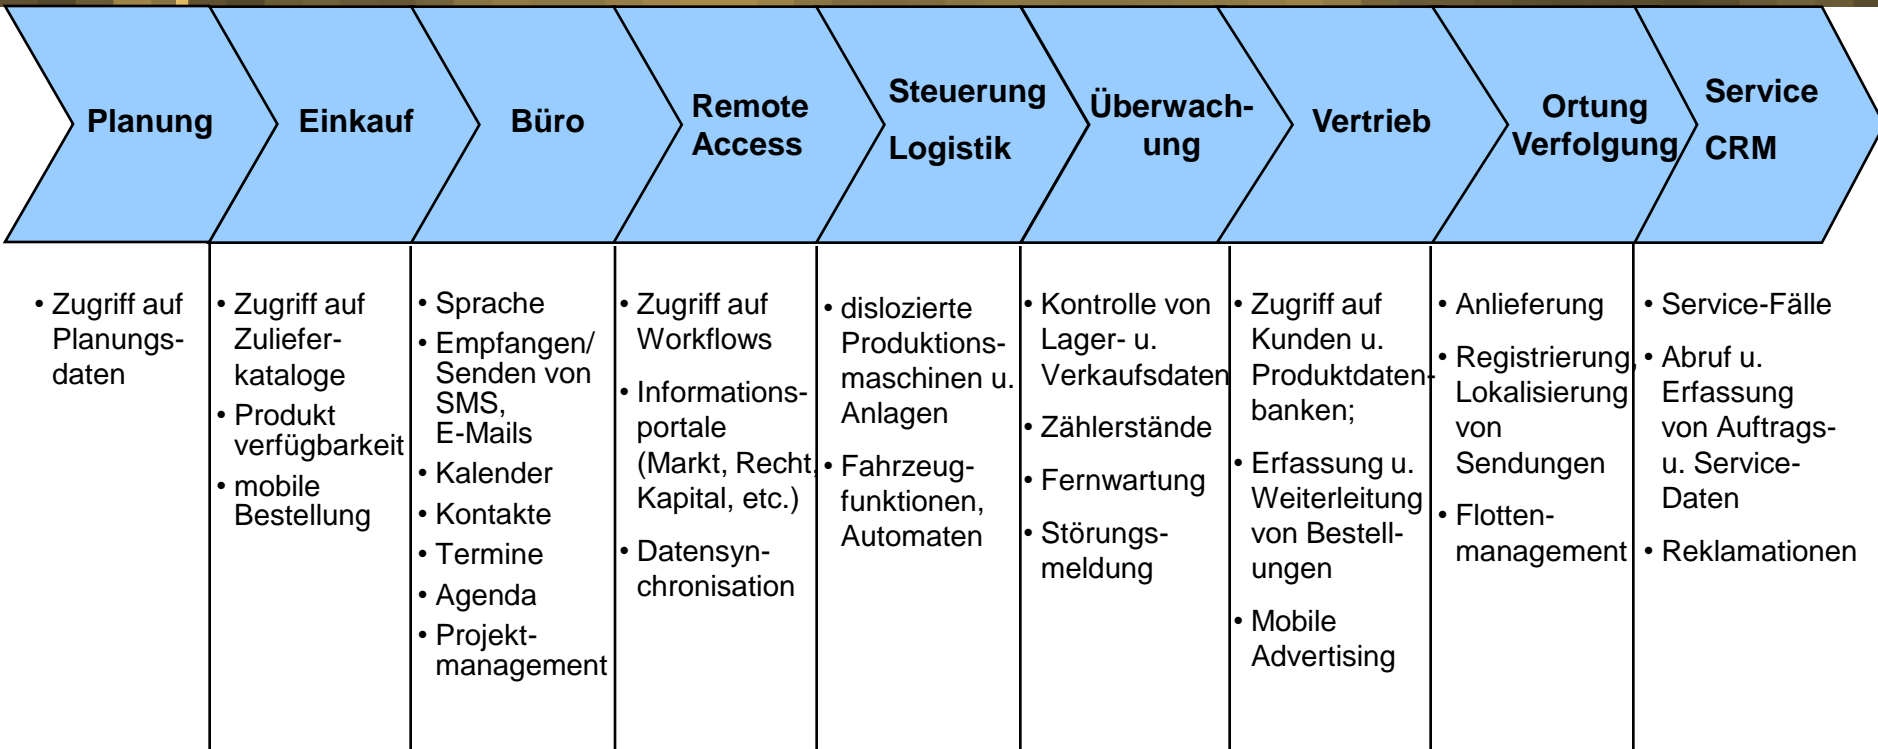 Planung
Einkauf
Büro
Remote
Access
Steuerung
Logistik
Überwach-
ung
Vertrieb
Ortung
Verfolgung
Service
CRM
• Zugriff auf
Planungs-
daten
• Zugriff auf
Zuliefer-
kataloge
• Produkt
verfügbarkeit
• mobile
Bestellung
• Sprache
• Empfangen/
Senden von
SMS,
E-Mails
• Kalender
• Kontakte
• Termine
• Agenda
• Projekt-
management
• Zugriff auf
Workflows
• Informations-
portale
(Markt, Recht,
Kapital, etc.)
• Datensyn-
chronisation
• dislozierte
Produktions-
maschinen u.
Anlagen
• Fahrzeug-
funktionen,
Automaten
• Kontrolle von
Lager- u.
Verkaufsdaten
• Zählerstände
• Fernwartung
• Störungs-
meldung
• Zugriff auf
Kunden u.
Produktdaten-
banken;
• Erfassung u.
Weiterleitung
von Bestell-
ungen
• Mobile
Advertising
• Anlieferung
• Registrierung,
Lokalisierung
von
Sendungen
• Flotten-
management
• Service-Fälle
• Abruf u.
Erfassung
von Auftrags-
u. Service-
Daten
• Reklamationen